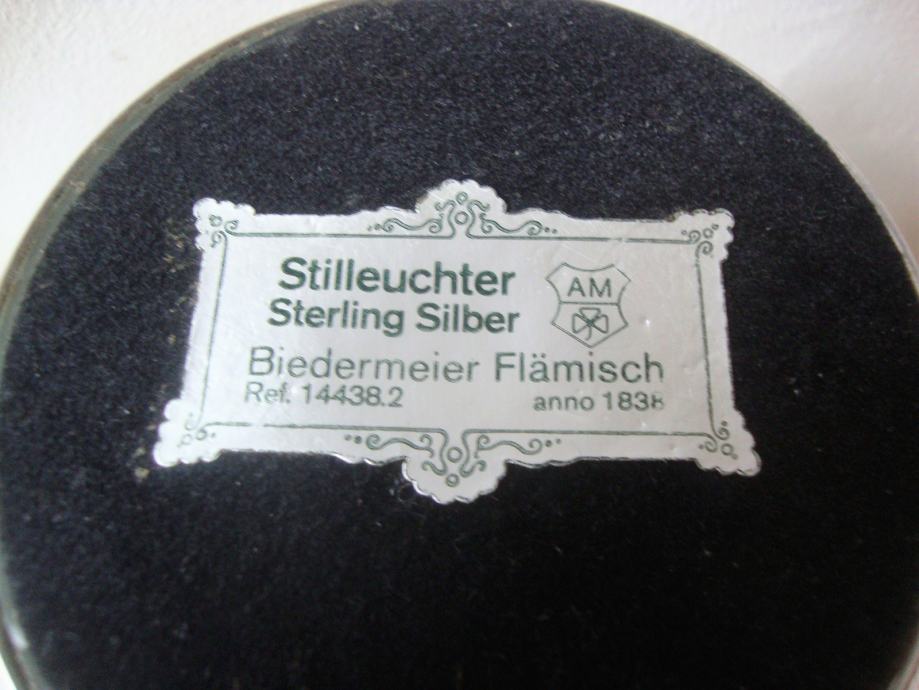 Stilleuchter
Sterling Silber
AM
Biedermeier Flämisch
Ref. 14438.2
anno 1838